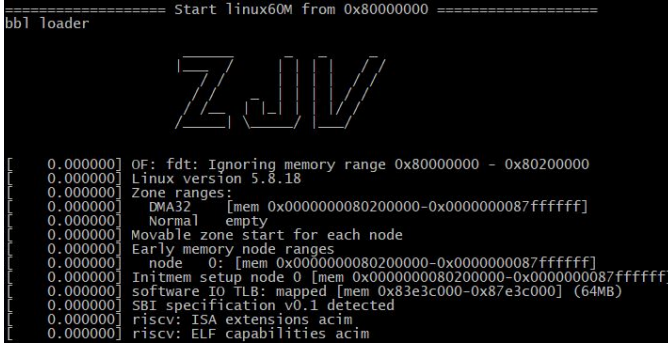 =================== Start linux60M from 0x80000000 ===================
bbl loader
ZJV
[    0.000000] OF: fdt: Ignoring memory range 0x80000000 - 0x80200000
[    0.000000] Linux version 5.8.18
[    0.000000] Zone ranges:
[    0.000000]   DMA32    [mem 0x0000000080200000-0x0000000087ffffff]
[    0.000000]   Normal   empty
[    0.000000] Movable zone start for each node
[    0.000000] Early memory node ranges
[    0.000000]   node   0: [mem 0x0000000080200000-0x0000000087ffffff]
[    0.000000] Initmem setup node 0 [mem 0x0000000080200000-0x0000000087ffffff]
[    0.000000] software IO TLB: mapped [mem 0x83e3c000-0x87e3c000] (64MB)
[    0.000000] SBI specification v0.1 detected
[    0.000000] riscv: ISA extensions acim
[    0.000000] riscv: ELF capabilities acim